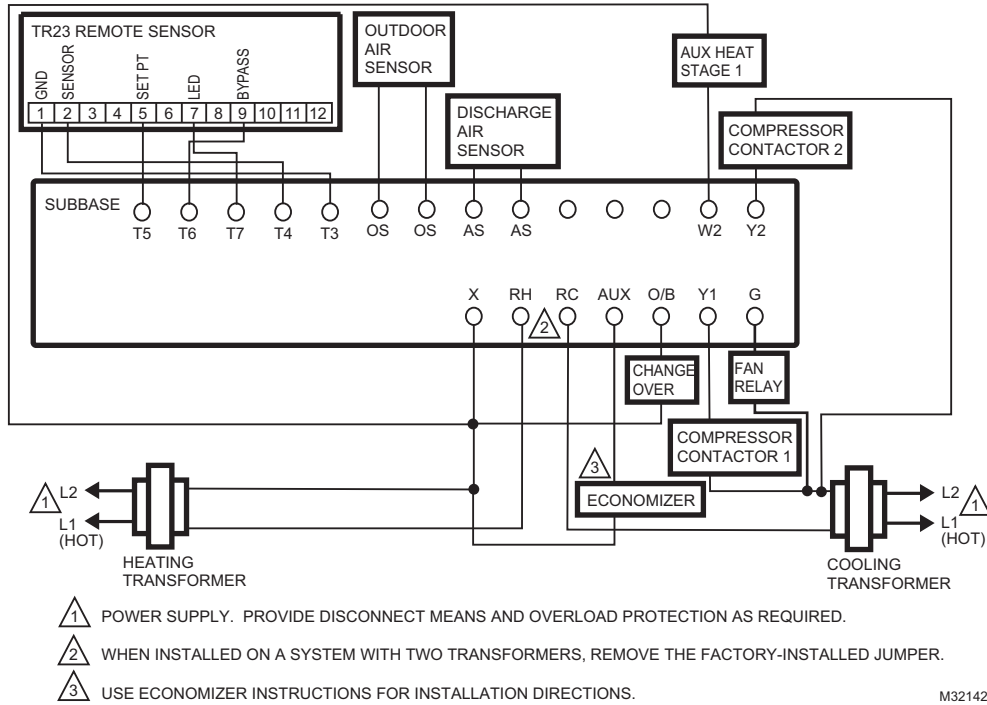 TR23 REMOTE SENSOR
GND
SENSOR
SET PT
LED
BYPASS
1 2 3 4 5 6 7 8 9 10 11 12
OUTDOOR
AIR
SENSOR
DISCHARGE
AIR
SENSOR
AUX HEAT
STAGE 1
COMPRESSOR
CONTACTOR 2
SUBBASE
T5 T6 T7 T4 T3 OS OS AS AS W2 Y2
X RH RC AUX O/B Y1 G
2
CHANGE
OVER
FAN
RELAY
COMPRESSOR
CONTACTOR 1
3
ECONOMIZER
1
L2
L1
(HOT)
HEATING
TRANSFORMER
L2
1
L1
(HOT)
COOLING
TRANSFORMER
1 POWER SUPPLY. PROVIDE DISCONNECT MEANS AND OVERLOAD PROTECTION AS REQUIRED.
2 WHEN INSTALLED ON A SYSTEM WITH TWO TRANSFORMERS, REMOVE THE FACTORY-INSTALLED JUMPER.
3 USE ECONOMIZER INSTRUCTIONS FOR INSTALLATION DIRECTIONS.
M32142